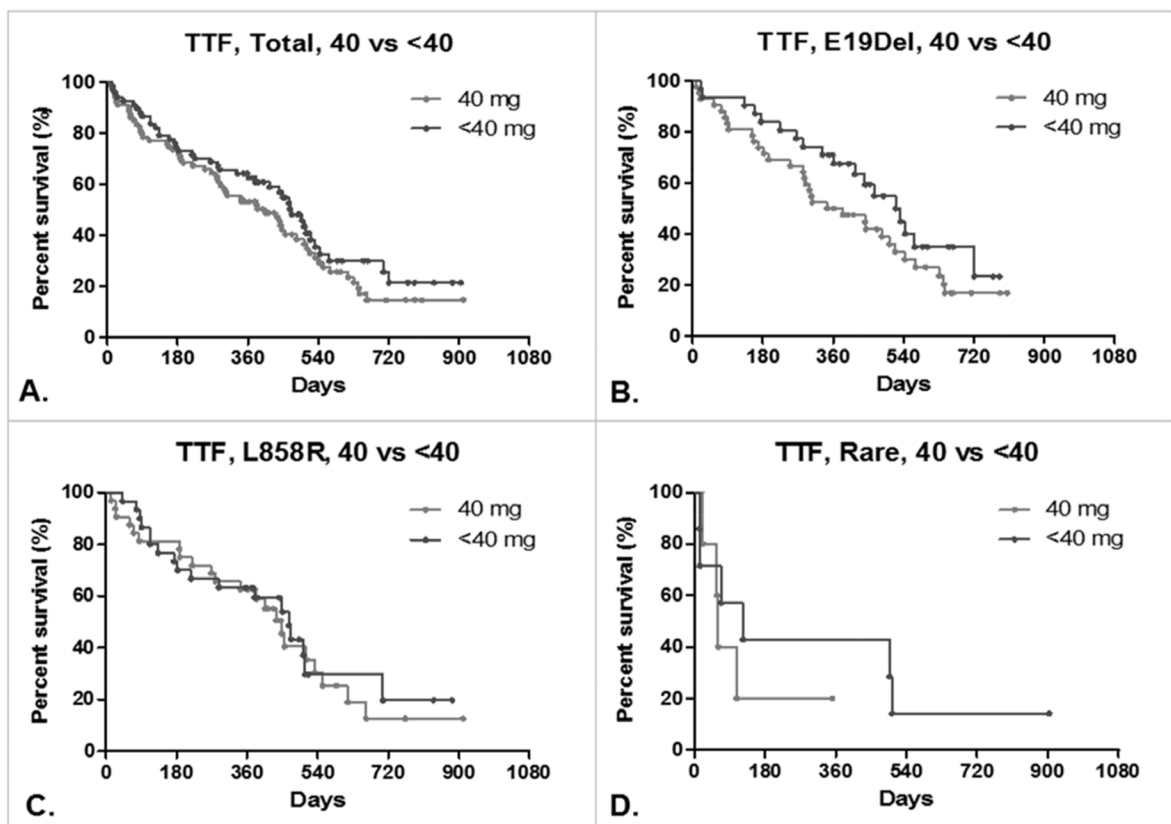 TTF, Total, 40 vs <40
Percent survival (%)
100
80
60
40
20
0
40 mg
<40 mg
0 180 360 540 720 900 1080
Days
A.
TTF, E19Del, 40 vs <40
Percent survival (%)
100
80
60
40
20
0
40 mg
<40 mg
0 180 360 540 720 900 1080
Days
B.
TTF, L858R, 40 vs <40
Percent survival (%)
100
80
60
40
20
0
40 mg
<40 mg
0 180 360 540 720 900 1080
Days
C.
TTF, Rare, 40 vs <40
Percent survival (%)
100
80
60
40
20
0
40 mg
<40 mg
0 180 360 540 720 900 1080
Days
D.